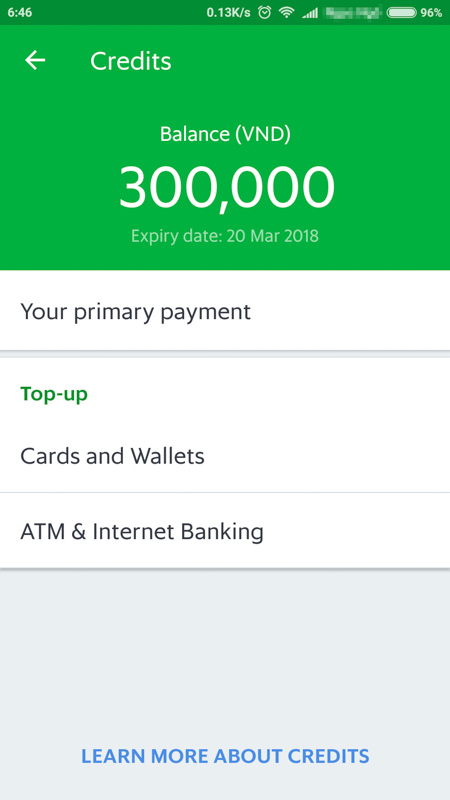 6:46 0.13K/s 96%
Credits
Balance (VND)
300,000
Expiry date: 20 Mar 2018
Your primary payment
Top-up
Cards and Wallets
ATM & Internet Banking
LEARN MORE ABOUT CREDITS